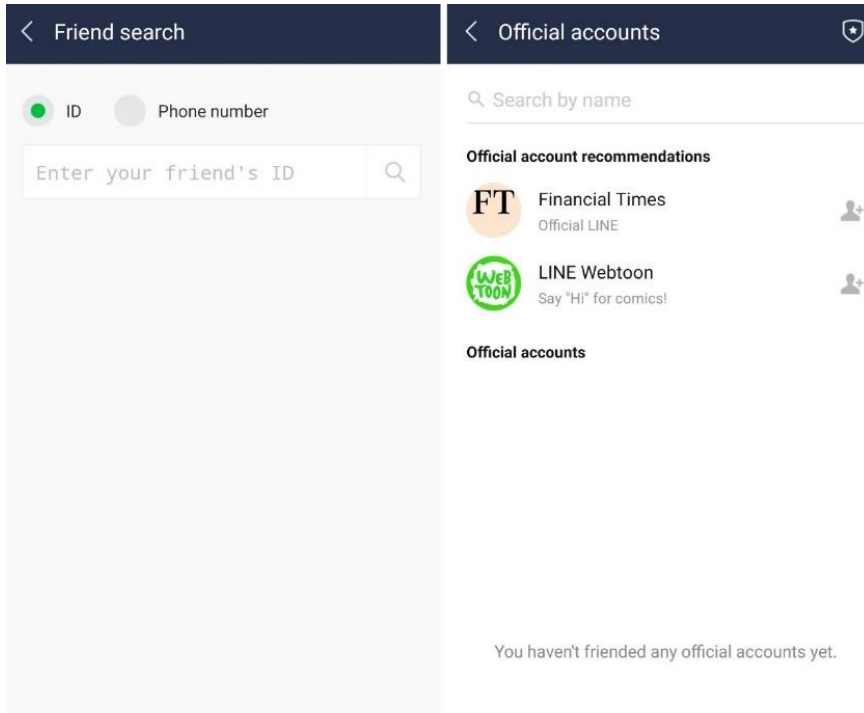 Friend search
ID
Phone number
Enter your friend's ID
Official accounts
Search by name
Official account recommendations
FT
Financial Times
Official LINE
WEB
TOON
LINE Webtoon
Say "Hi" for comics!
Official accounts
You haven't friended any official accounts yet.